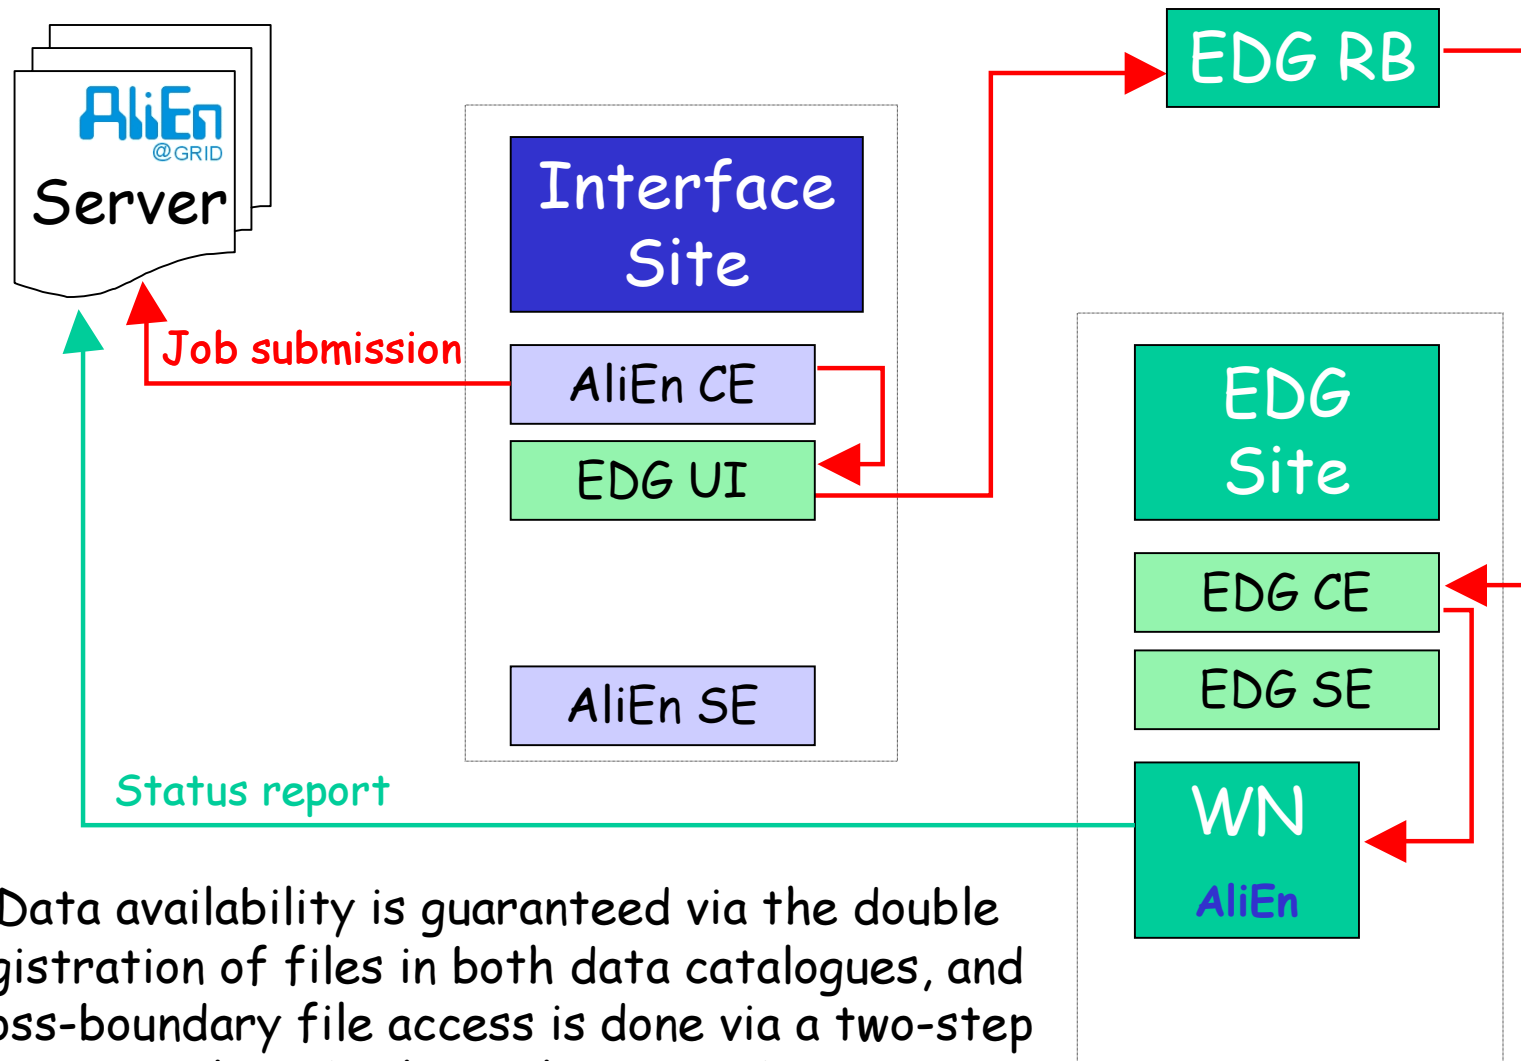 AliEn
@GRID
Server
EDG RB
Interface
Site
Job submission
AliEn CE
EDG UI
AliEn SE
EDG
Site
EDG CE
EDG SE
Status report
WN
AliEn
Data availability is guaranteed via the double
gistration of files in both data catalogues, and
oss-boundary file access is done via a two-step